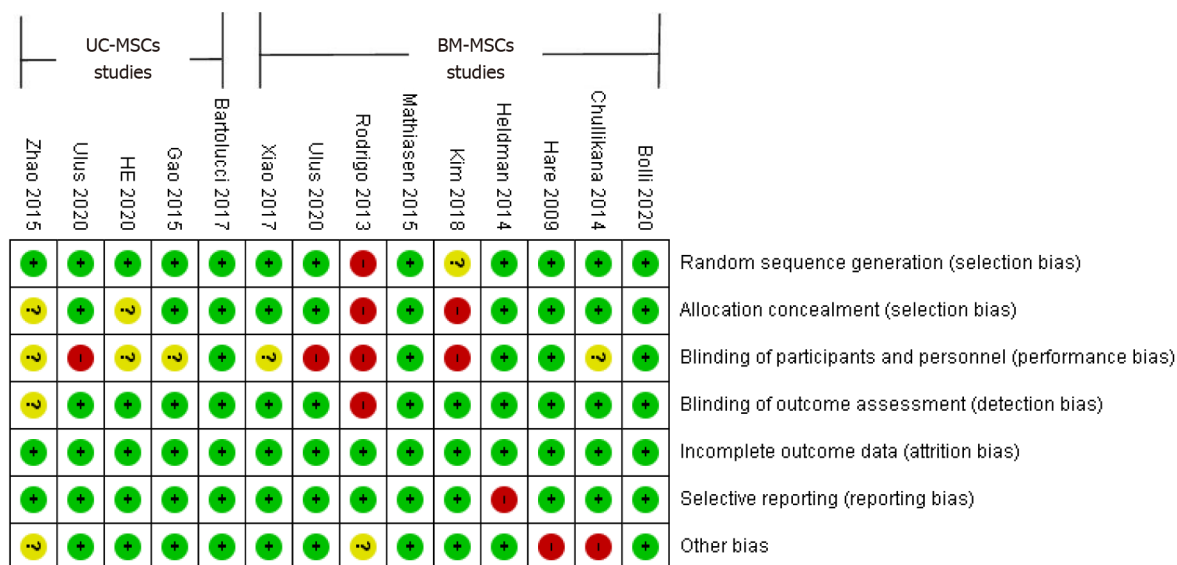 UC-MSCs
studies
BM-MSCs
studies
Zhao 2015
Ulus 2020
HE 2020
Gao 2015
Bartolucci 2017
Xiao 2017
Ulus 2020
Rodrigo 2013
Mathiasen 2015
Kim 2018
Heldman 2014
Hare 2009
Chullikana 2014
Bolli 2020
+ + + + + + + - + ? + + + + Random sequence generation (selection bias)
? + ? + + + + - + - + + + + Allocation concealment (selection bias)
? - ? ? + ? - - + - + + ? + Blinding of participants and personnel (performance bias)
? + + + + + + - + + + + + + Blinding of outcome assessment (detection bias)
+ + + + + + + + + + + + + + Incomplete outcome data (attrition bias)
+ + + + + + + + + + - + + + Selective reporting (reporting bias)
? + + + + + + ? + + + - - + Other bias